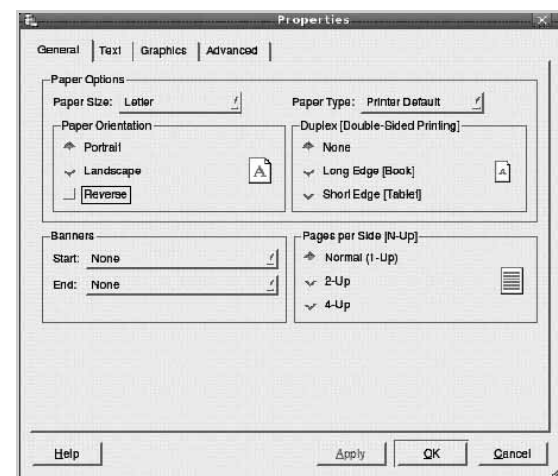 Properties
General Text Graphics Advanced
Paper Options
Paper Size: Letter
Paper Type: Printer Default
Paper Orientation
Portrait
Landscape
Reverse
A
Duplex [Double-Sided Printing]
None
Long Edge [Book]
Short Edge [Tablet]
A
Banners
Start: None
End: None
Pages per Side [N-Up]
Normal (1-Up)
2-Up
4-Up
Help
Apply
OK
Cancel